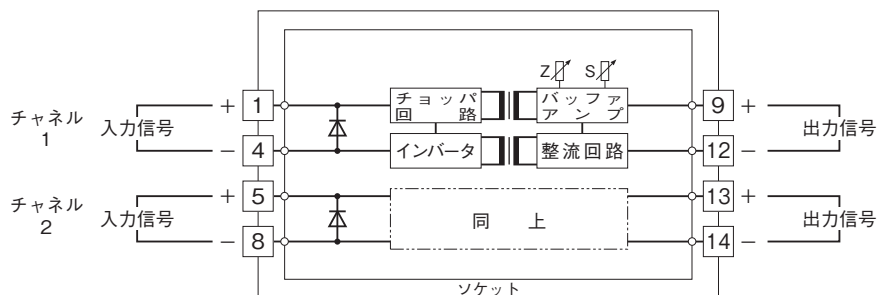 Z S
チャネル
1
入力信号
+ 1
チョッパ
回路
バッファ
アンプ
9 +
出力信号
− 4
インバータ
整流回路
12 −
チャネル
2
入力信号
+ 5
同 上
13 +
出力信号
− 8
14 −
ソケット